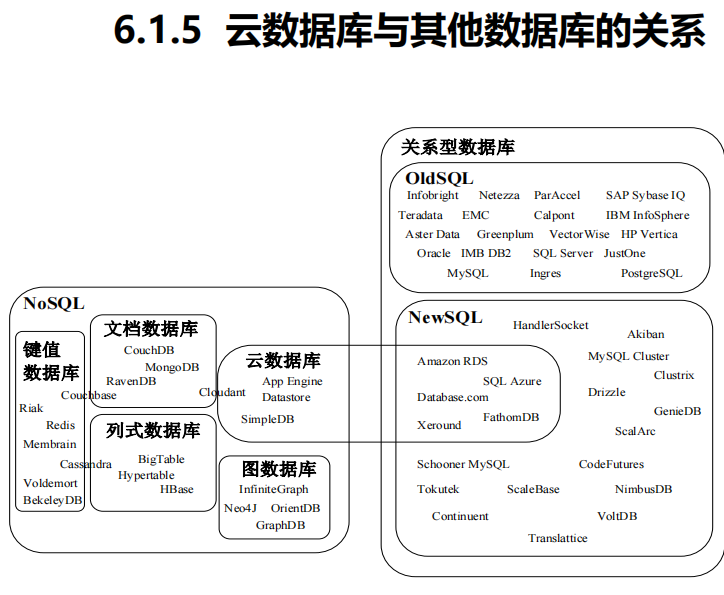 6.1.5 云数据库与其他数据库的关系
关系型数据库
OldSQL
Infobright Netezza ParAccel SAP Sybase IQ
Teradata EMC Calpont IBM InfoSphere
Aster Data Greenplum VectorWise HP Vertica
Oracle IMB DB2 SQL Server JustOne
MySQL Ingres PostgreSQL
NoSQL
键值
数据库
Riak
Redis
Membrain
Voldemort
BekeleyDB
Couchbase
Cassandra
文档数据库
CouchDB
MongoDB
RavenDB
Cloudant
列式数据库
BigTable
Hypertable
HBase
云数据库
App Engine
Datastore
SimpleDB
图数据库
InfiniteGraph
Neo4J OrientDB
GraphDB
NewSQL
HandlerSocket
Akiban
Amazon RDS
MySQL Cluster
SQL Azure
Clustrix
Database.com
Drizzle
FathomDB
GenieDB
Xeround
ScalArc
Schooner MySQL CodeFutures
Tokutek ScaleBase NimbusDB
Continuent VoltDB
Translattice